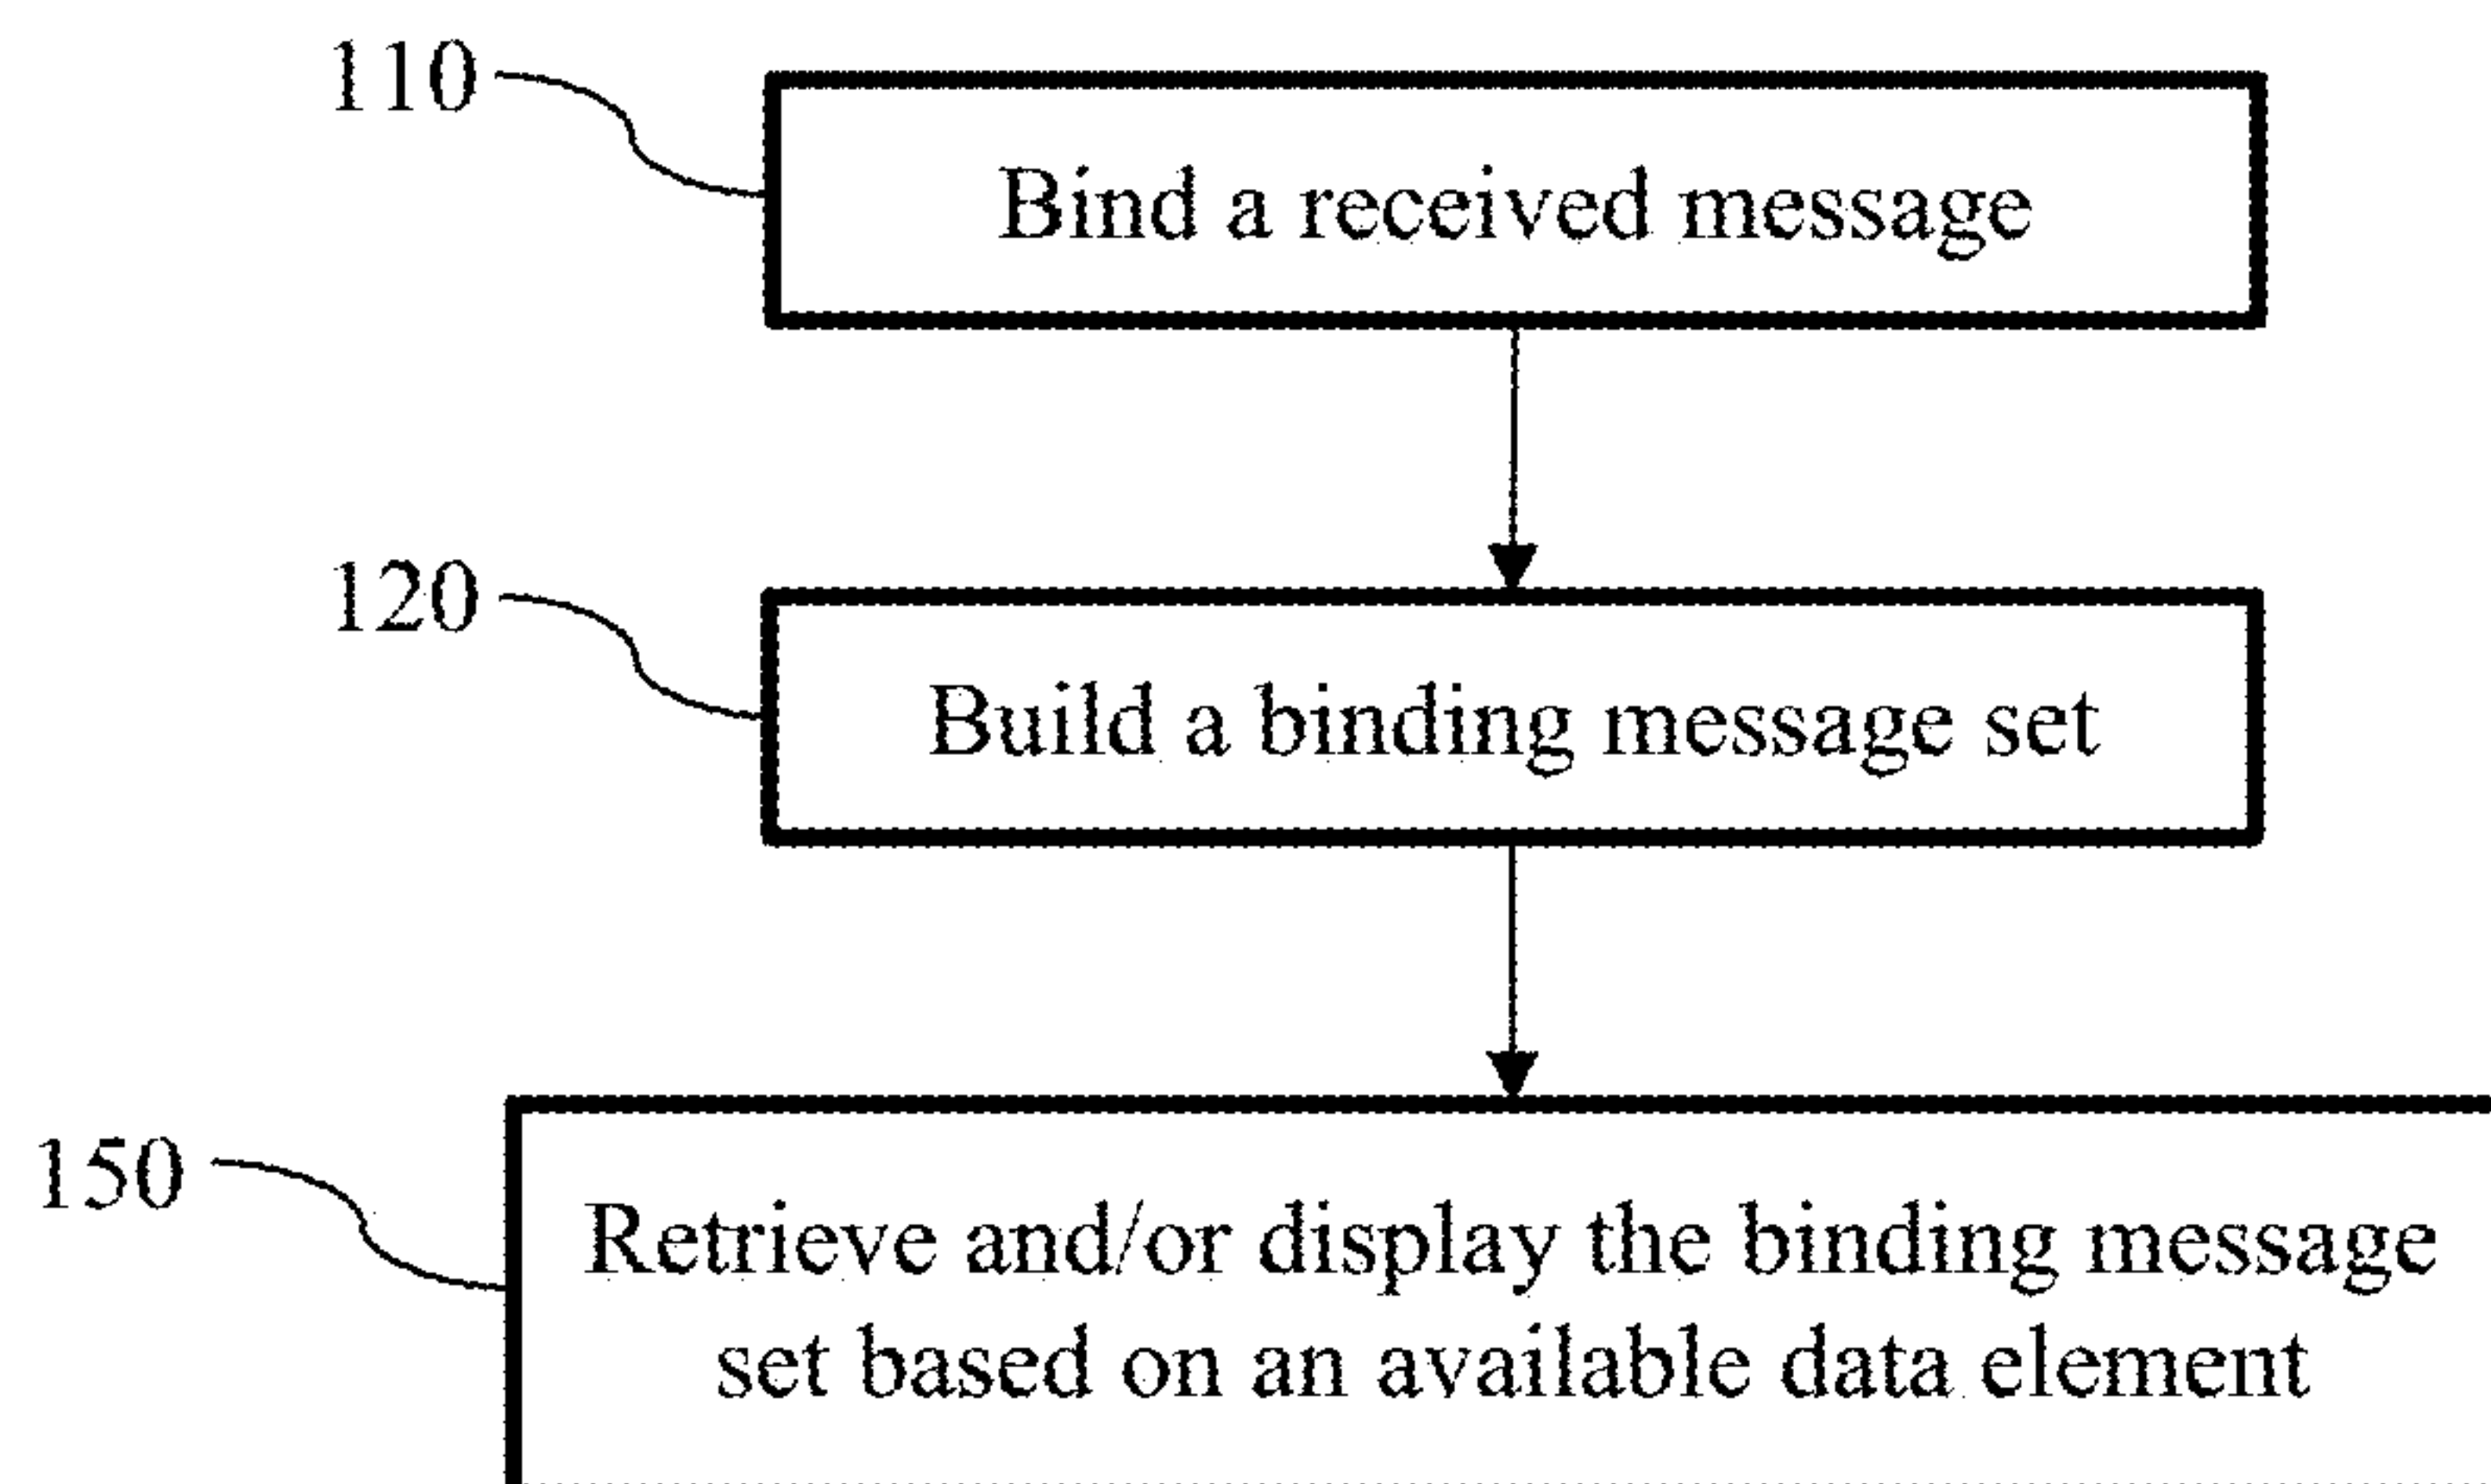 110
Bind a received message
120
Build a binding message set
150
Retrieve and/or display the binding message
set based on an available data element